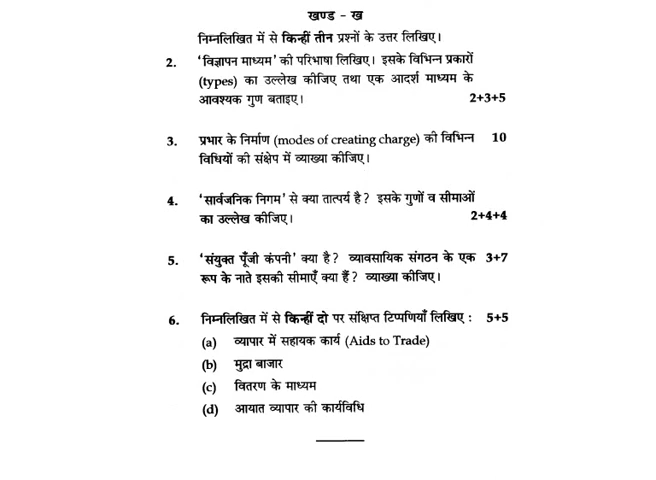 खण्ड - ख
निम्नलिखित में से किन्हीं तीन प्रश्नों के उत्तर लिखिए।
2. 'विज्ञापन माध्यम' की परिभाषा लिखिए। इसके विभिन्न प्रकारों
(types) का उल्लेख कीजिए तथा एक आदर्श माध्यम के
आवश्यक गुण बताइए। 2+3+5
3. प्रभार के निर्माण (modes of creating charge) की विभिन्न 10
विधियों की संक्षेप में व्याख्या कीजिए।
4. 'सार्वजनिक निगम' से क्या तात्पर्य है? इसके गुणों व सीमाओं
का उल्लेख कीजिए। 2+4+4
5. 'संयुक्त पूँजी कंपनी' क्या है? व्यावसायिक संगठन के एक 3+7
रूप के नाते इसकी सीमाएँ क्या हैं? व्याख्या कीजिए।
6. निम्नलिखित में से किन्हीं दो पर संक्षिप्त टिप्पणियाँ लिखिए : 5+5
(a) व्यापार में सहायक कार्य (Aids to Trade)
(b) मुद्रा बाजार
(c) वितरण के माध्यम
(d) आयात व्यापार की कार्यविधि